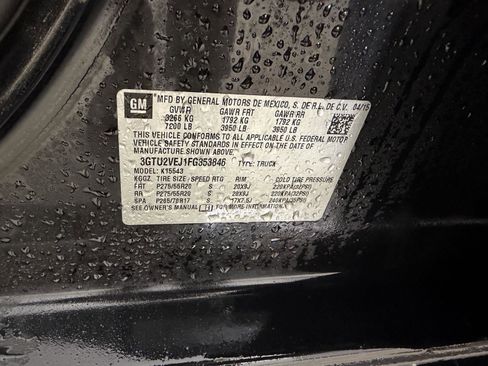 GM MFD BY GENERAL MOTORS DE MEXICO, S. DE R.L. DE C.V. 04/15
GVWR GAWR FRT GAWR RR
3266 KG 1792 KG 1792 KG
7200 LB 3950 LB 3950 LB
THIS VEHICLE CONFORMS TO ALL APPLICABLE U.S. FEDERAL MOTOR
VEHICLE SAFETY STANDARDS IN EFFECT ON THE DATE OF
MANUFACTURE SHOWN ABOVE.
3GTU2VEJ1FG353846 TYPE: TRUCK
MODEL: K15543
KGGZ TIRE SIZE SPEED RTG RIM COLD TIRE PRESSURE
FRT P275/55R20 S 20X9J 220KPA(32PSI)
RR P275/55R20 S 20X9J 220KPA(32PSI)
SPA P265/70R17 S 17X7.5J 240KPA(35PSI)
SEE OWNER'S MANUAL FOR MORE INFORMATION.